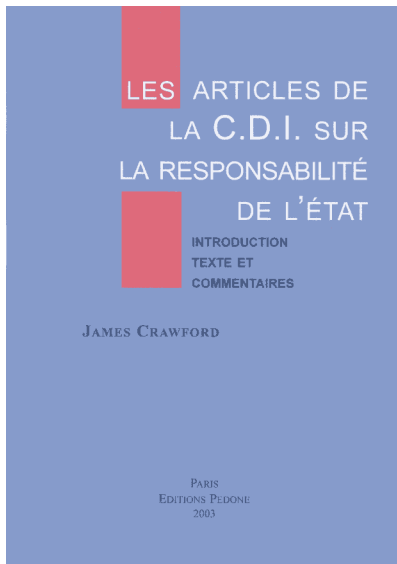 LES ARTICLES DE
LA C.D.I. SUR
LA RESPONSABILITÉ
DE L'ÉTAT
INTRODUCTION
TEXTE ET
COMMENTAIRES
JAMES CRAWFORD
PARIS
EDITIONS PEDONE
2003